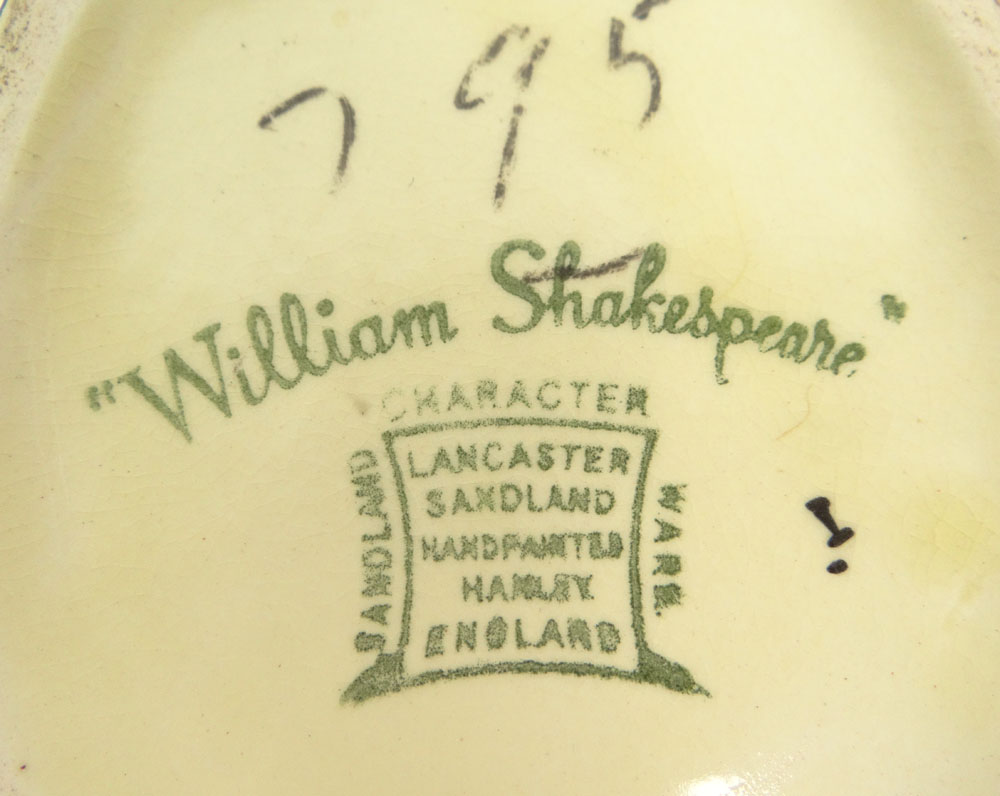 795
"William Shakespeare"
CHARACTER
SANDLAND
LANCASTER
SANDLAND
HANDPAINTED
HANLEY
ENGLAND
WARE.